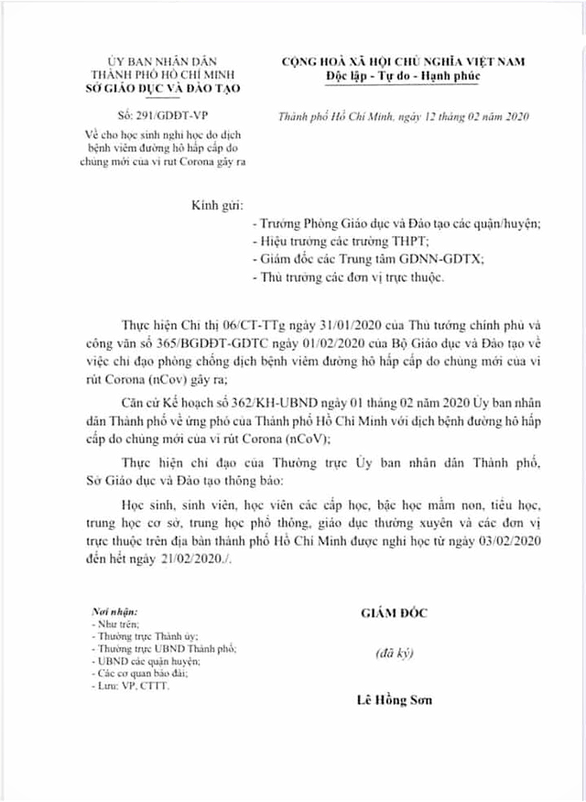 ỦY BAN NHÂN DÂN
THÀNH PHỐ HỒ CHÍ MINH
SỞ GIÁO DỤC VÀ ĐÀO TẠO
CỘNG HOÀ XÃ HỘI CHỦ NGHĨA VIỆT NAM
Độc lập - Tự do - Hạnh phúc
Số: 291/GDĐT-VP
Thành phố Hồ Chí Minh, ngày 12 tháng 02 năm 2020
Về cho học sinh nghỉ học do dịch
bệnh viêm đường hô hấp cấp do
chủng mới của vi rút Corona gây ra
Kính gửi:
- Trưởng Phòng Giáo dục và Đào tạo các quận/huyện;
- Hiệu trưởng các trường THPT;
- Giám đốc các Trung tâm GDNN-GDTX;
- Thủ trưởng các đơn vị trực thuộc.
Thực hiện Chỉ thị 06/CT-TTg ngày 31/01/2020 của Thủ tướng chính phủ và
công văn số 365/BGDĐT-GDTC ngày 01/02/2020 của Bộ Giáo dục và Đào tạo về
việc chỉ đạo phòng chống dịch bệnh viêm đường hô hấp cấp do chủng mới của vi
rút Corona (nCov) gây ra;
Căn cứ Kế hoạch số 362/KH-UBND ngày 01 tháng 02 năm 2020 Ủy ban nhân
dân Thành phố về ứng phó của Thành phố Hồ Chí Minh với dịch bệnh đường hô hấp
cấp do chủng mới của vi rút Corona (nCoV);
Thực hiện chỉ đạo của Thường trực Ủy ban nhân dân Thành phố,
Sở Giáo dục và Đào tạo thông báo:
Học sinh, sinh viên, học viên các cấp học, bậc học mầm non, tiểu học,
trung học cơ sở, trung học phổ thông, giáo dục thường xuyên và các đơn vị
trực thuộc trên địa bàn thành phố Hồ Chí Minh được nghỉ học từ ngày 03/02/2020
đến hết ngày 21/02/2020./.
Nơi nhận:
- Như trên;
- Thường trực Thành ủy;
- Thường trực UBND Thành phố;
- UBND các quận huyện;
- Các cơ quan báo đài;
- Lưu: VP, CTTT.
GIÁM ĐỐC
(đã ký)
Lê Hồng Sơn